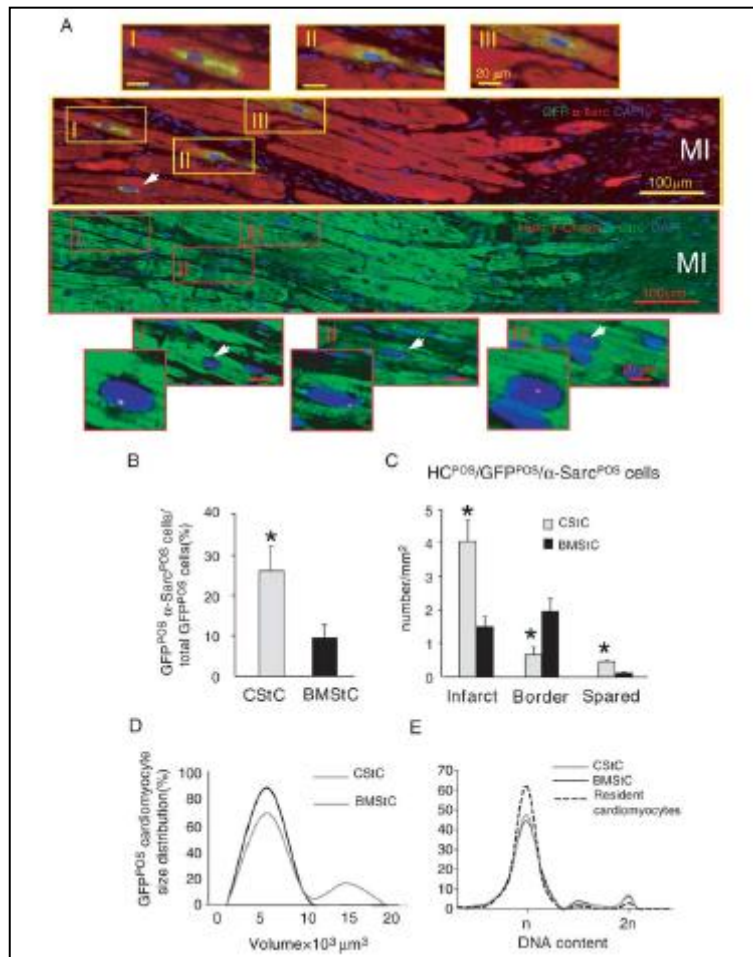 A
I
II
III
20 µm
I
II
III
GFP α-sarc DAPI
MI
100µm
II
MI
100µm
B
C
HCPOS/GFPPOS/α-SarcPOS cells
GFPPOS α-SarcPOS cells/
total GFPPOS cells(%)
40
30
20
10
0
*
CStC
BMStC
number/mm2
5
4
3
2
1
0
*
*
*
CStC
BMStC
Infarct
Border
Spared
D
E
GFPPOS cardiomyocyte
size distribution(%)
100
80
60
40
20
0
CStC
BMStC
0
5
10
15
20
Volume×10³ µm³
70
60
50
40
30
20
10
0
CStC
BMStC
Resident
cardiomyocytes
n
2n
DNA content